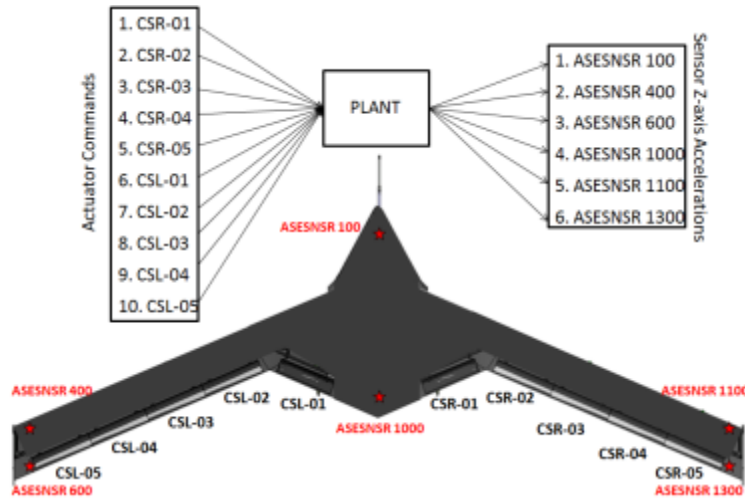 Actuator Commands
1. CSR-01
2. CSR-02
3. CSR-03
4. CSR-04
5. CSR-05
6. CSL-01
7. CSL-02
8. CSL-03
9. CSL-04
10. CSL-05
PLANT
1. ASESNSR 100
2. ASESNSR 400
3. ASESNSR 600
4. ASESNSR 1000
5. ASESNSR 1100
6. ASESNSR 1300
Sensor Z-axis Accelerations
ASESNSR 100
ASESNSR 400
ASESNSR 1100
CSL-02
CSL-01
CSR-01
CSR-02
CSL-03
CSR-03
ASESNSR 1000
CSL-04
CSR-04
CSL-05
CSR-05
ASESNSR 600
ASESNSR 1300